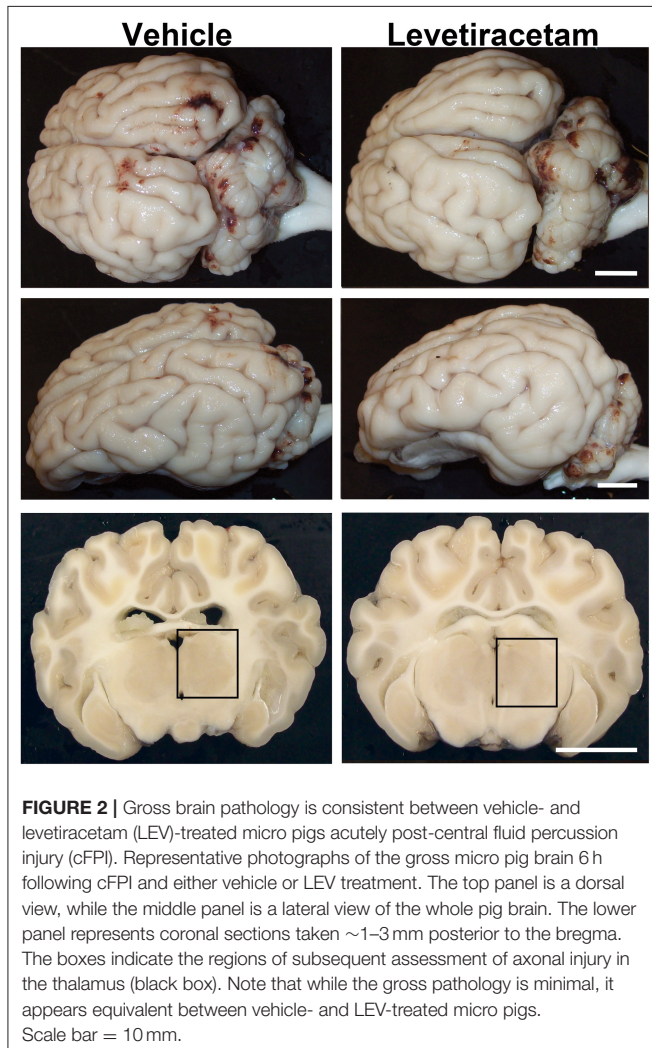 Vehicle
Levetiracetam
FIGURE 2 | Gross brain pathology is consistent between vehicle- and
levetiracetam (LEV)-treated micro pigs acutely post-central fluid percussion
injury (cFPI). Representative photographs of the gross micro pig brain 6 h
following cFPI and either vehicle or LEV treatment. The top panel is a dorsal
view, while the middle panel is a lateral view of the whole pig brain. The lower
panel represents coronal sections taken ∼1–3 mm posterior to the bregma.
The boxes indicate the regions of subsequent assessment of axonal injury in
the thalamus (black box). Note that while the gross pathology is minimal, it
appears equivalent between vehicle- and LEV-treated micro pigs.
Scale bar = 10 mm.